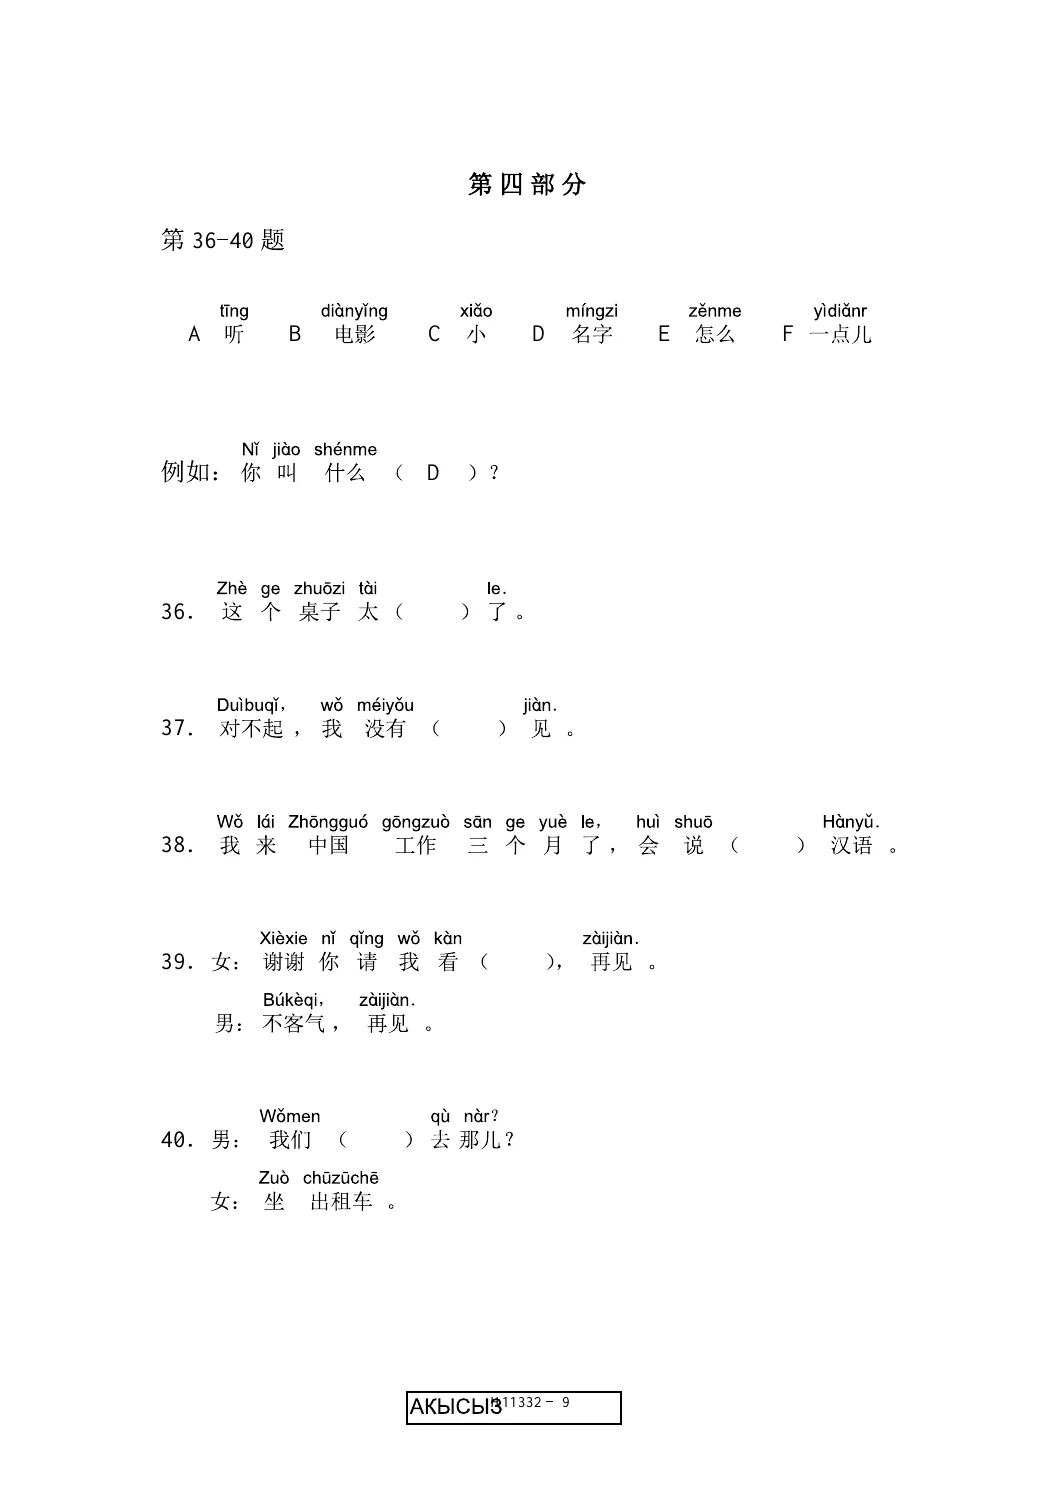 第四部分
第 36-40 题
tīng diànyǐng xiǎo míngzi zěnme yìdiǎnr
A 听 B 电影 C 小 D 名字 E 怎么 F 一点儿
Nǐ jiào shénme
例如： 你 叫 什么 （ D ）？
Zhè ge zhuōzi tài le.
36. 这 个 桌子 太 （ ） 了 。
Duìbuqǐ, wǒ méiyǒu jiàn.
37. 对不起 ， 我 没有 （ ） 见 。
Wǒ lái Zhōngguó gōngzuò sān ge yuè le, huì shuō Hànyǔ.
38. 我 来 中国 工作 三 个 月 了 ， 会 说 （ ） 汉语 。
Xièxie nǐ qǐng wǒ kàn zàijiàn.
39. 女： 谢谢 你 请 我 看 （ ）， 再见 。
Búkèqi, zàijiàn.
男： 不客气 ， 再见 。
Wǒmen qù nàr?
40. 男： 我们 （ ） 去 那儿？
Zuò chūzūchē
女： 坐 出租车 。
АКЫСЫЗ H11332 - 9